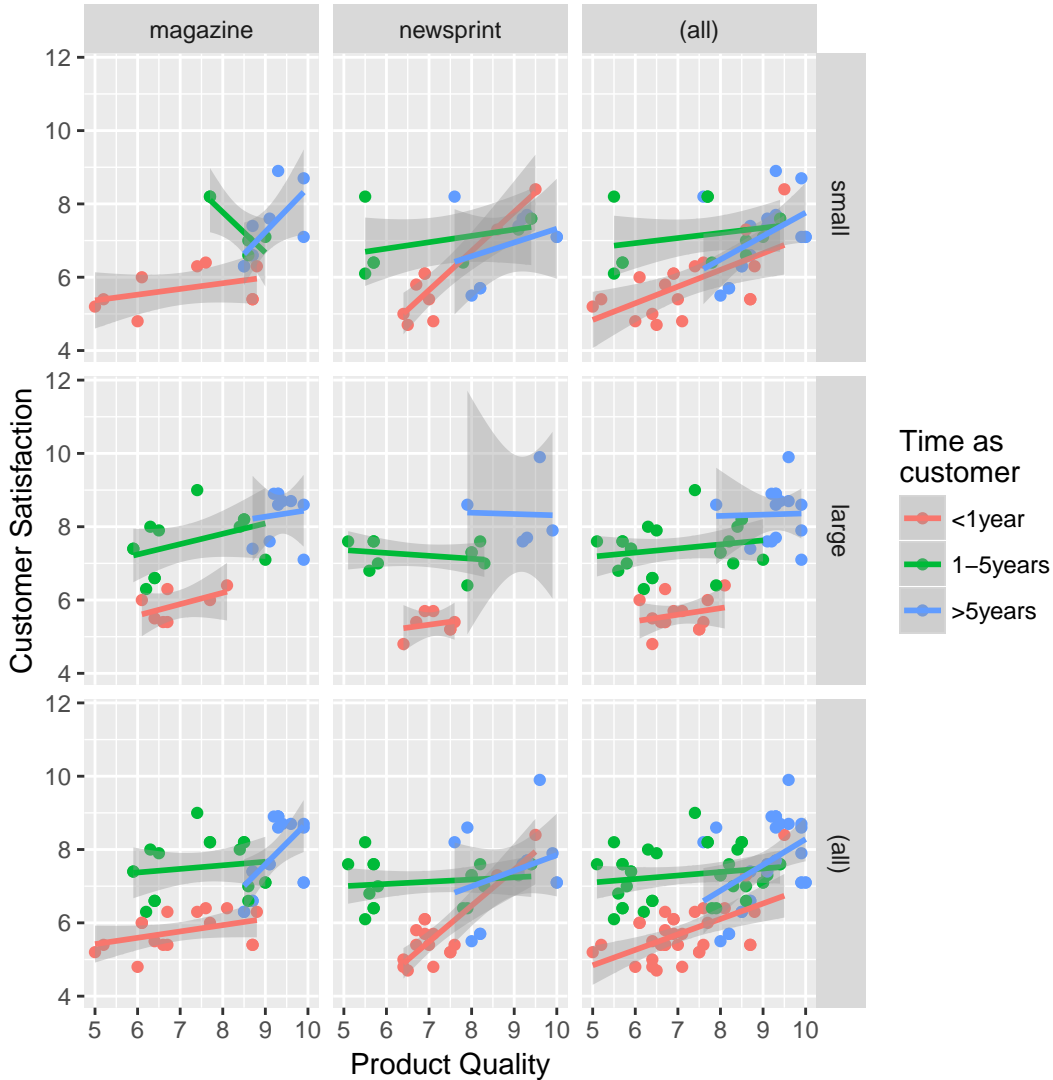 magazine newsprint (all)
12
10
8
6
4
small
12
10
8
6
4
large
12
10
8
6
4
(all)
5 6 7 8 9 10 5 6 7 8 9 10 5 6 7 8 9 10
Product Quality
Customer Satisfaction
Time as
customer
<1year
1−5years
>5years